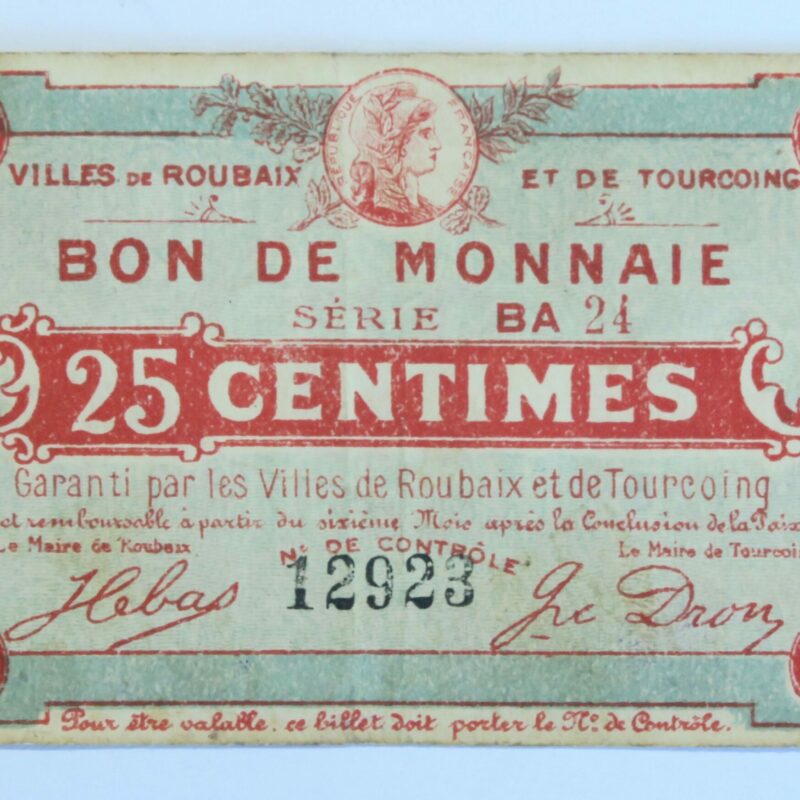 RÉPUBLIQUE FRANÇAISE
VILLES DE ROUBAIX ET DE TOURCOING
BON DE MONNAIE
SÉRIE BA 24
25 CENTIMES
Garanti par les Villes de Roubaix et de Tourcoing
et remboursable à partir du sixième Mois après la Conclusion de la Paix
Le Maire de Roubaix Le Maire de Tourcoing
No DE CONTRÔLE
12923
JLebas Gve Dron
Pour être valable, ce billet doit porter le No de Contrôle.